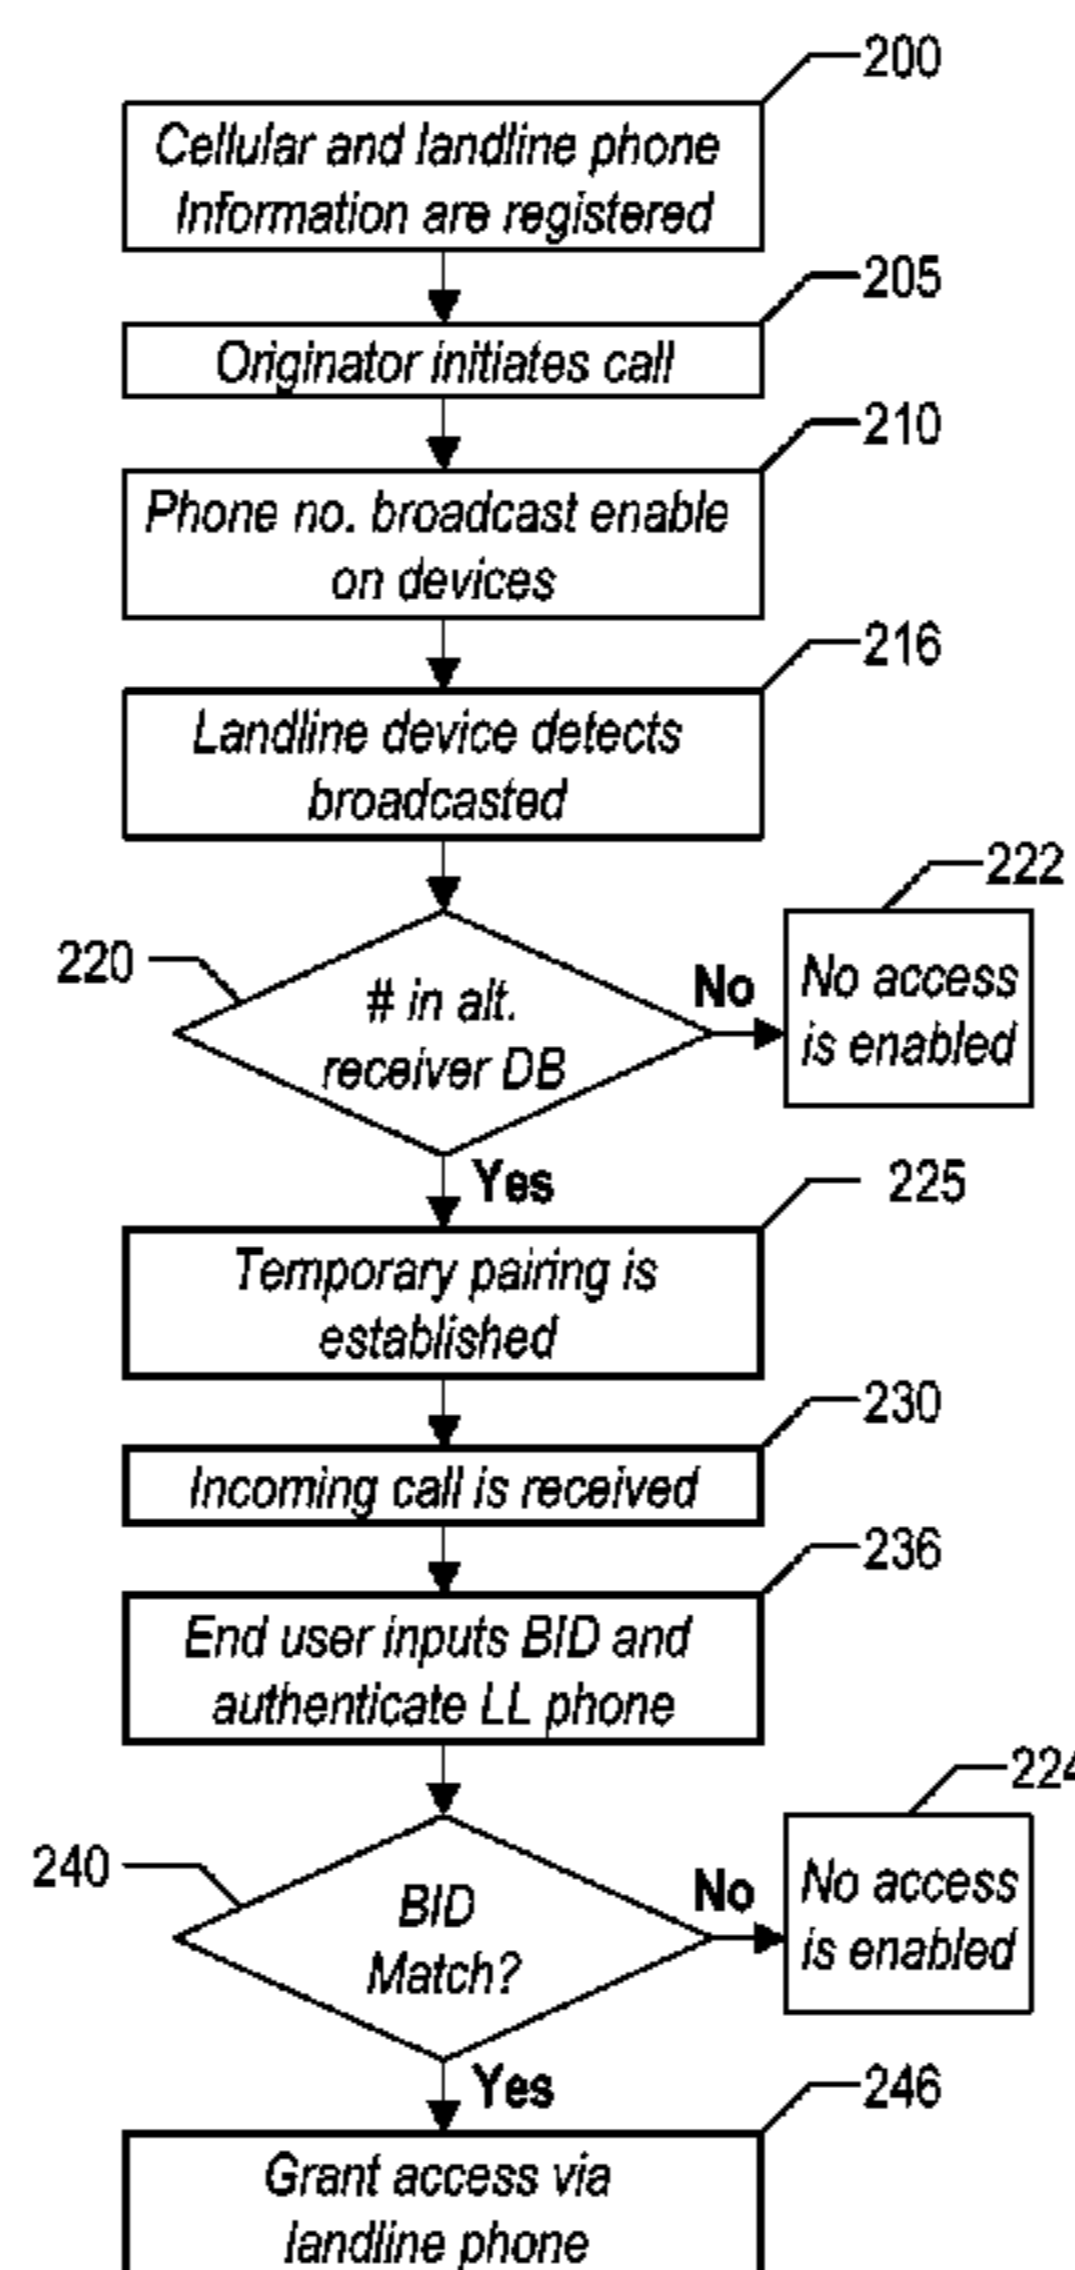 200
Cellular and landline phone
Information are registered
205
Originator initiates call
210
Phone no. broadcast enable
on devices
216
Landline device detects
broadcasted
220
# in alt.
receiver DB
No
222
No access
is enabled
Yes
225
Temporary pairing is
established
230
Incoming call is received
236
End user inputs BID and
authenticate LL phone
240
BID
Match?
No
224
No access
is enabled
Yes
246
Grant access via
landline phone